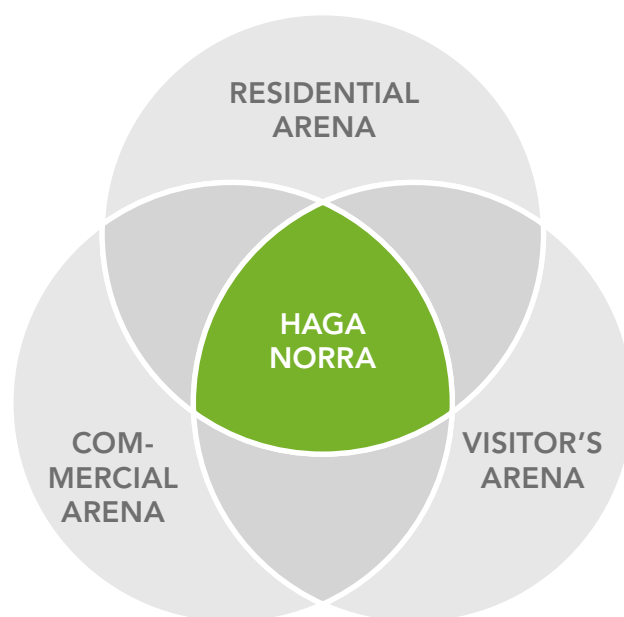 RESIDENTIAL
ARENA
HAGA
NORRA
COM-
MERCIAL
ARENA
VISITOR’S
ARENA